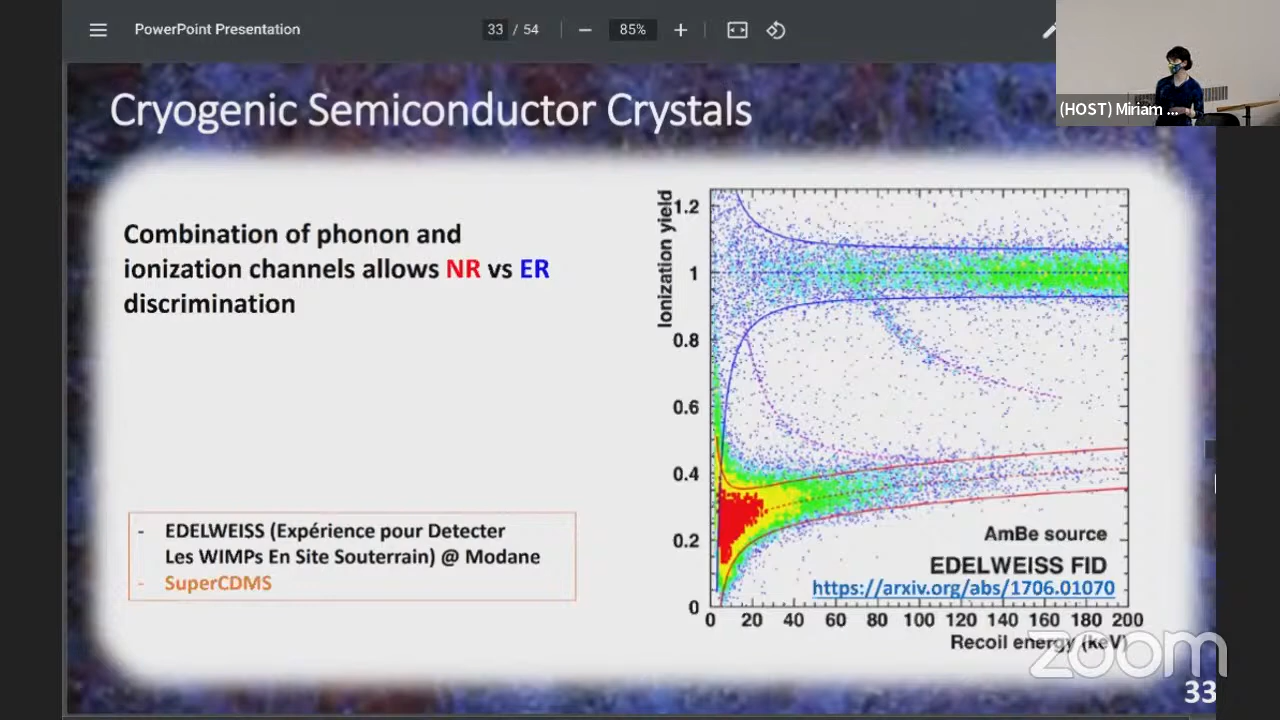 PowerPoint Presentation
33 / 54
85%
(HOST) Miriam ...
Cryogenic Semiconductor Crystals
Combination of phonon and
ionization channels allows NR vs ER
discrimination
- EDELWEISS (Expérience pour Detecter
Les WIMPs En Site Souterrain) @ Modane
- SuperCDMS
Ionization yield
1.2
1
0.8
0.6
0.4
0.2
0
AmBe source
EDELWEISS FID
https://arxiv.org/abs/1706.01070
0 20 40 60 80 100 120 140 160 180 200
Recoil energy (keV)
zoom
33